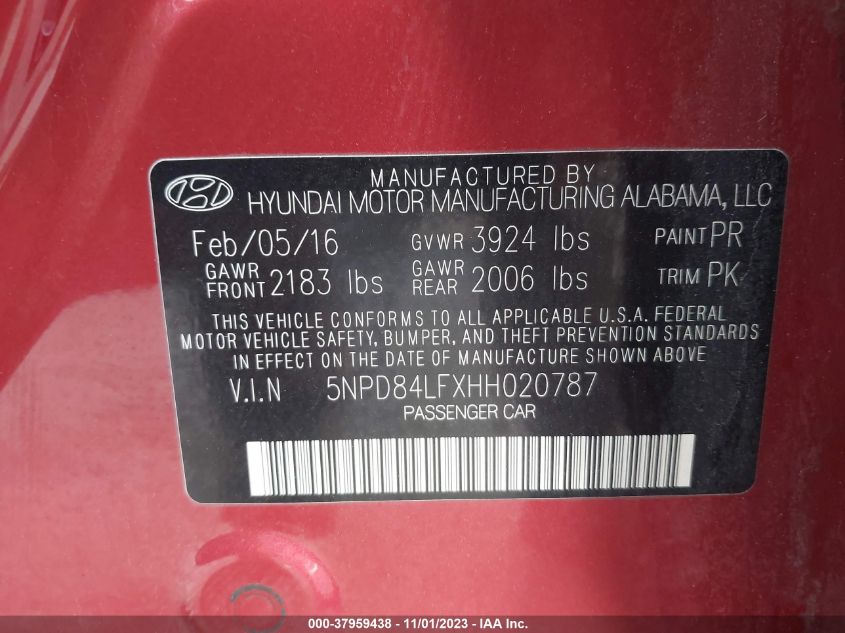 MANUFACTURED BY
HYUNDAI MOTOR MANUFACTURING ALABAMA, LLC
Feb/05/16 GVWR 3924 lbs PAINT PR
GAWR FRONT 2183 lbs GAWR REAR 2006 lbs TRIM PK
THIS VEHICLE CONFORMS TO ALL APPLICABLE U.S.A. FEDERAL
MOTOR VEHICLE SAFETY, BUMPER, AND THEFT PREVENTION STANDARDS
IN EFFECT ON THE DATE OF MANUFACTURE SHOWN ABOVE
V.I.N 5NPD84LFXHH020787
PASSENGER CAR
000-37959438 - 11/01/2023 - IAA Inc.